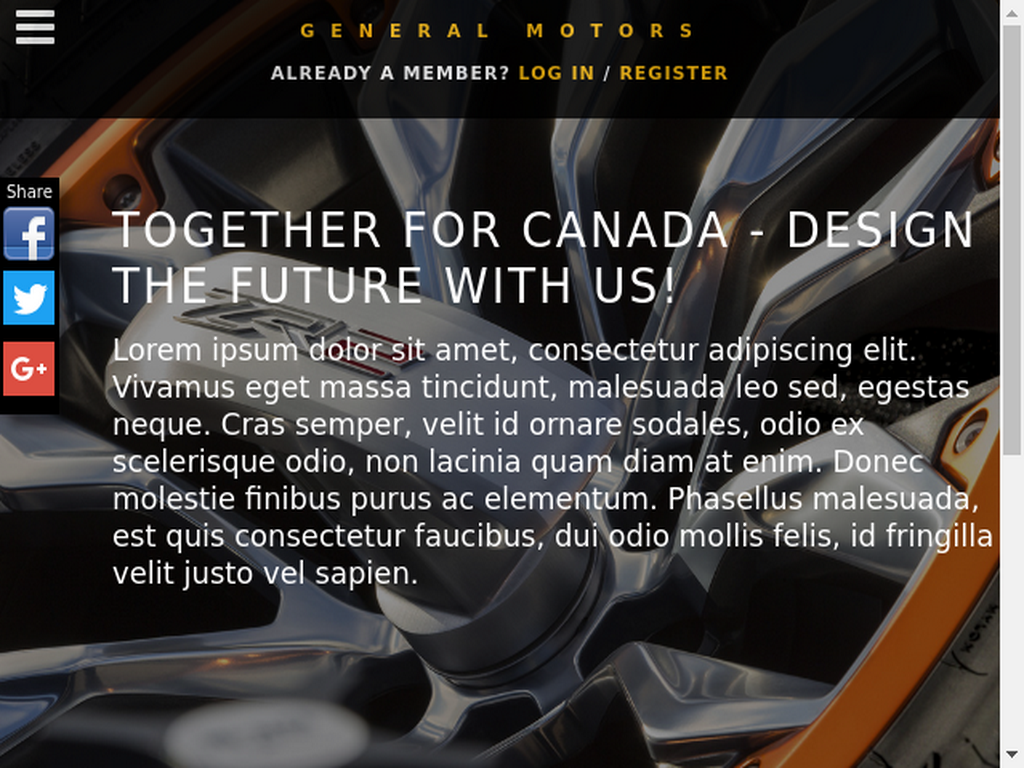 GENERAL MOTORS
ALREADY A MEMBER? LOG IN / REGISTER
Share
TOGETHER FOR CANADA - DESIGN
THE FUTURE WITH US!
Lorem ipsum dolor sit amet, consectetur adipiscing elit.
Vivamus eget massa tincidunt, malesuada leo sed, egestas
neque. Cras semper, velit id ornare sodales, odio ex
scelerisque odio, non lacinia quam diam at enim. Donec
molestie finibus purus ac elementum. Phasellus malesuada,
est quis consectetur faucibus, dui odio mollis felis, id fringilla
velit justo vel sapien.